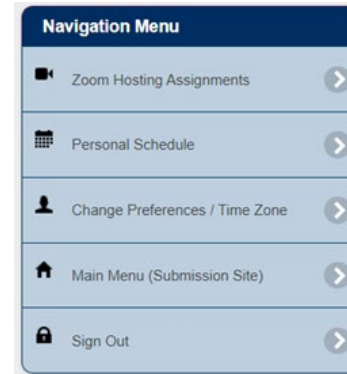 Navigation Menu
Zoom Hosting Assignments
Personal Schedule
Change Preferences / Time Zone
Main Menu (Submission Site)
Sign Out